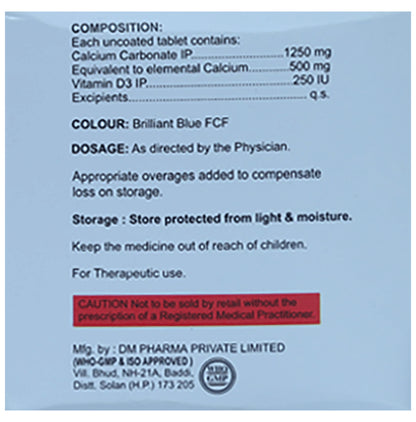 COMPOSITION:
Each uncoated tablet contains:
Calcium Carbonate IP..............................1250 mg
Equivalent to elemental Calcium.........500 mg
Vitamin D3 IP..........................................250 IU
Excipients.............................................. q.s.
COLOUR: Brilliant Blue FCF
DOSAGE: As directed by the Physician.
Appropriate overages added to compensate
loss on storage.
Storage : Store protected from light & moisture.
Keep the medicine out of reach of children.
For Therapeutic use.
CAUTION Not to be sold by retail without the
prescription of a Registered Medical Practitioner.
Mfg. by : DM PHARMA PRIVATE LIMITED
(WHO-GMP & ISO APPROVED )
Vill. Bhud, NH-21A, Baddi,
Distt. Solan (H.P.) 173 205
WHO
GMP